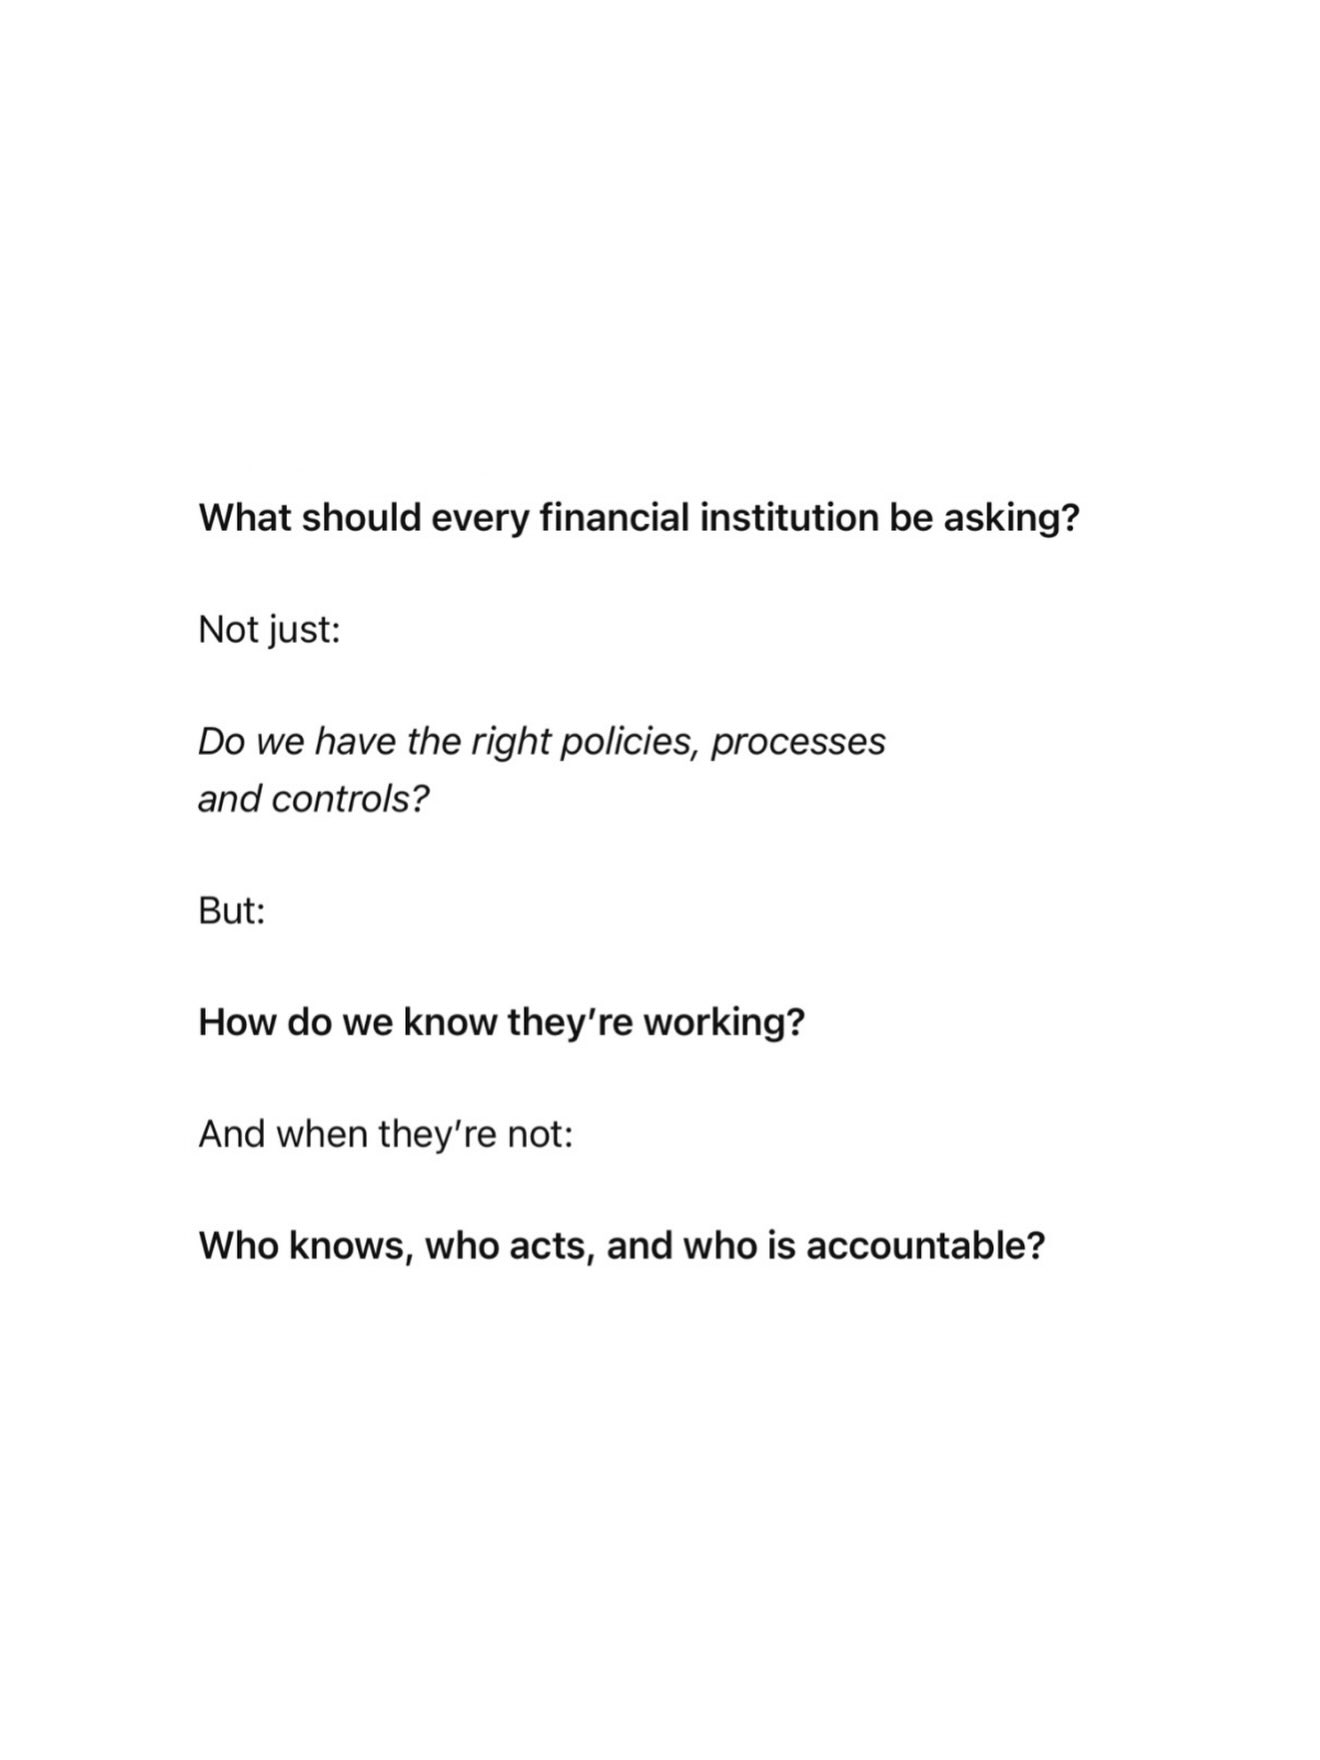 What should every financial institution be asking?
Not just:
Do we have the right policies, processes
and controls?
But:
How do we know they’re working?
And when they’re not:
Who knows, who acts, and who is accountable?